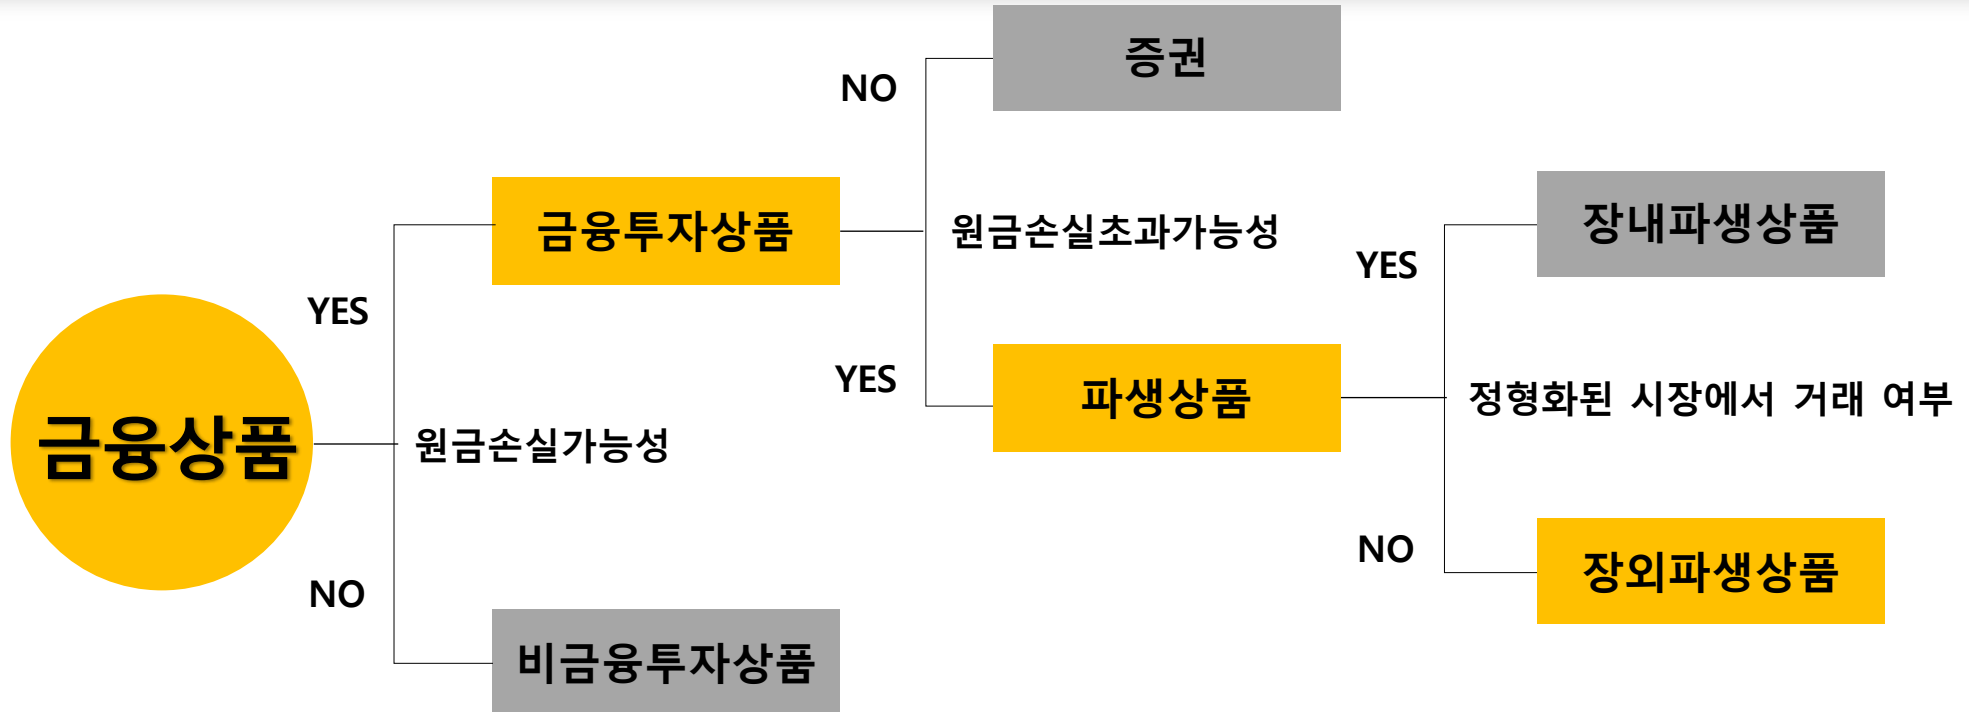 증권
NO
금융투자상품
원금손실초과가능성
장내파생상품
YES
YES
금융상품
원금손실가능성
YES
파생상품
정형화된 시장에서 거래 여부
NO
NO
장외파생상품
비금융투자상품